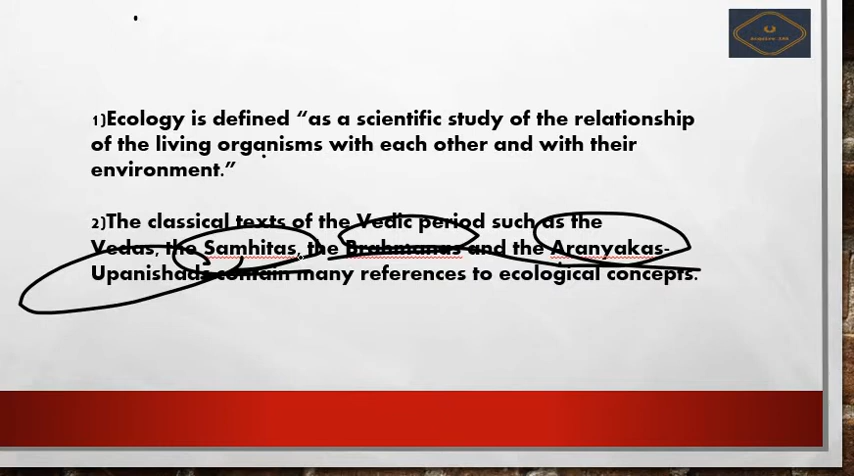 1)Ecology is defined “as a scientific study of the relationship
of the living organisms with each other and with their
environment.”
2)The classical texts of the Vedic period such as the
Vedas, the Samhitas, the Brahmanas and the Aranyakas-
Upanishads contain many references to ecological concepts.